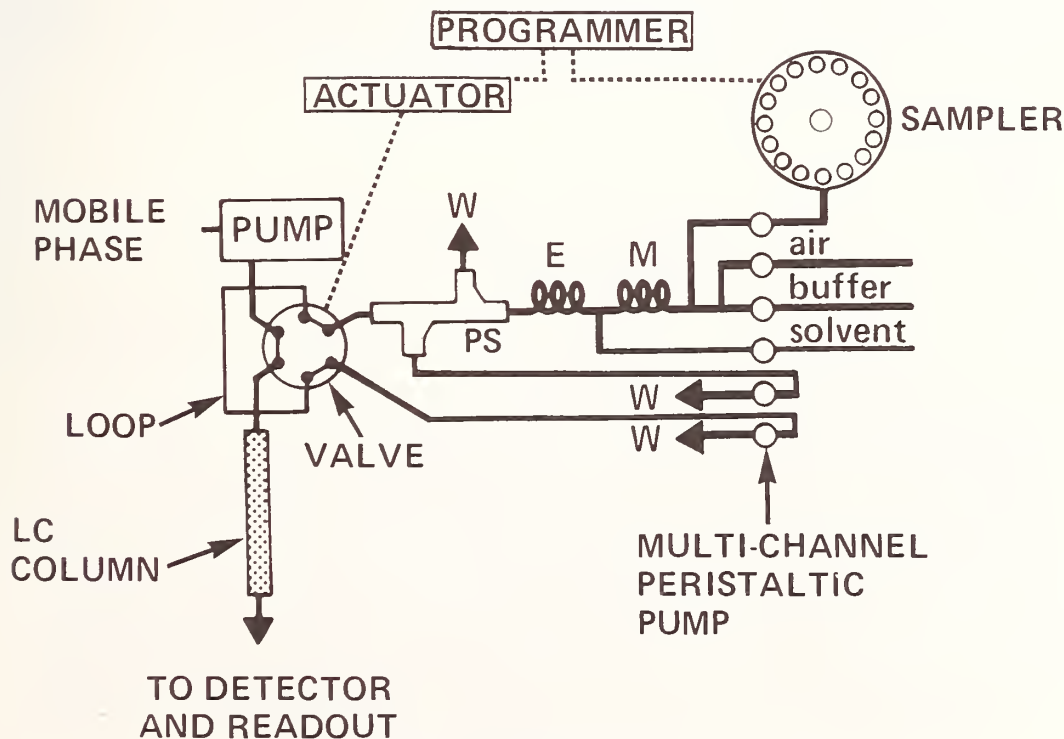 PROGRAMMER
ACTUATOR
SAMPLER
MOBILE
PHASE
PUMP
W
E
M
air
buffer
solvent
PS
W
W
LOOP
VALVE
LC
COLUMN
MULTI-CHANNEL
PERISTALTIC
PUMP
TO DETECTOR
AND READOUT